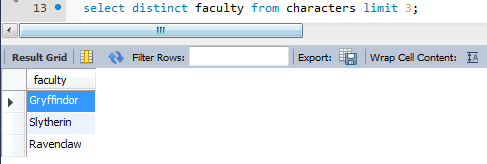 13 select distinct faculty from characters limit 3;
Result Grid Filter Rows: Export: Wrap Cell Content: IA
faculty
Gryffindor
Slytherin
Ravenclaw